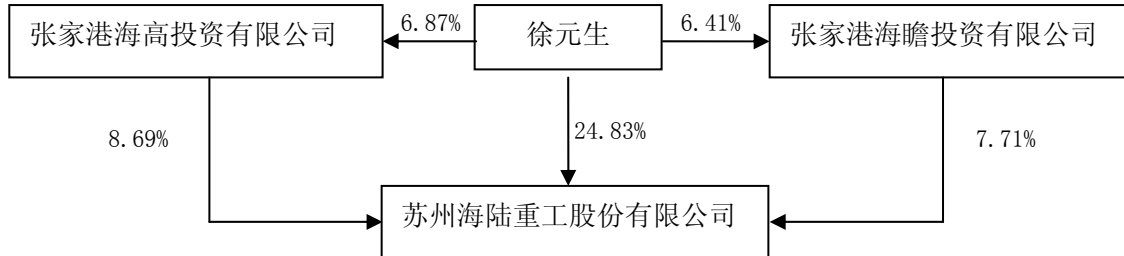 张家港海高投资有限公司
6.87%
徐元生
6.41%
张家港海瞻投资有限公司
8.69%
24.83%
7.71%
苏州海陆重工股份有限公司